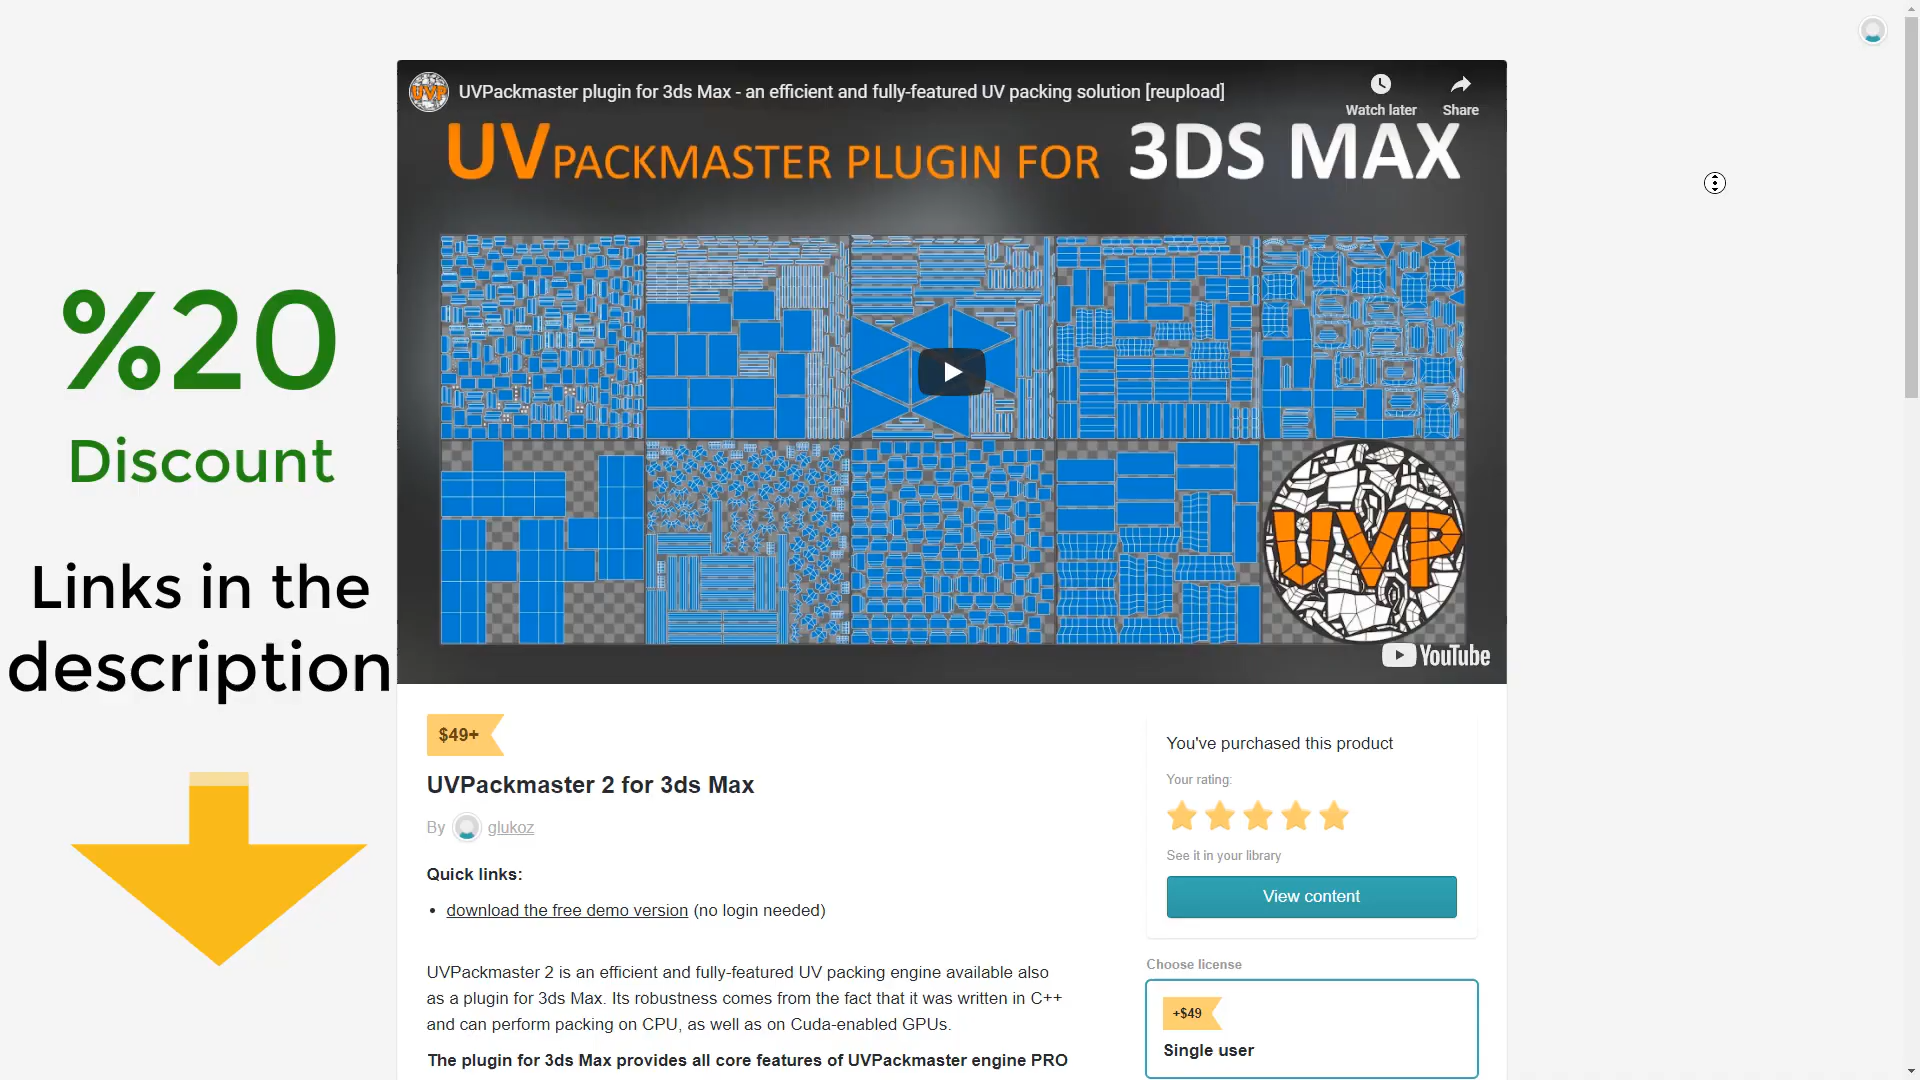 UVP
UVPackmaster plugin for 3ds Max - an efficient and fully-featured UV packing solution [reupload]
Watch later
Share
UVPACKMASTER PLUGIN FOR 3DS MAX
%20
Discount
Links in the
description
UVP
YouTube
$49+
UVPackmaster 2 for 3ds Max
By glukoz
Quick links:
• download the free demo version (no login needed)
UVPackmaster 2 is an efficient and fully-featured UV packing engine available also
as a plugin for 3ds Max. Its robustness comes from the fact that it was written in C++
and can perform packing on CPU, as well as on Cuda-enabled GPUs.
The plugin for 3ds Max provides all core features of UVPackmaster engine PRO
You've purchased this product
Your rating:
See it in your library
View content
Choose license
+$49
Single user